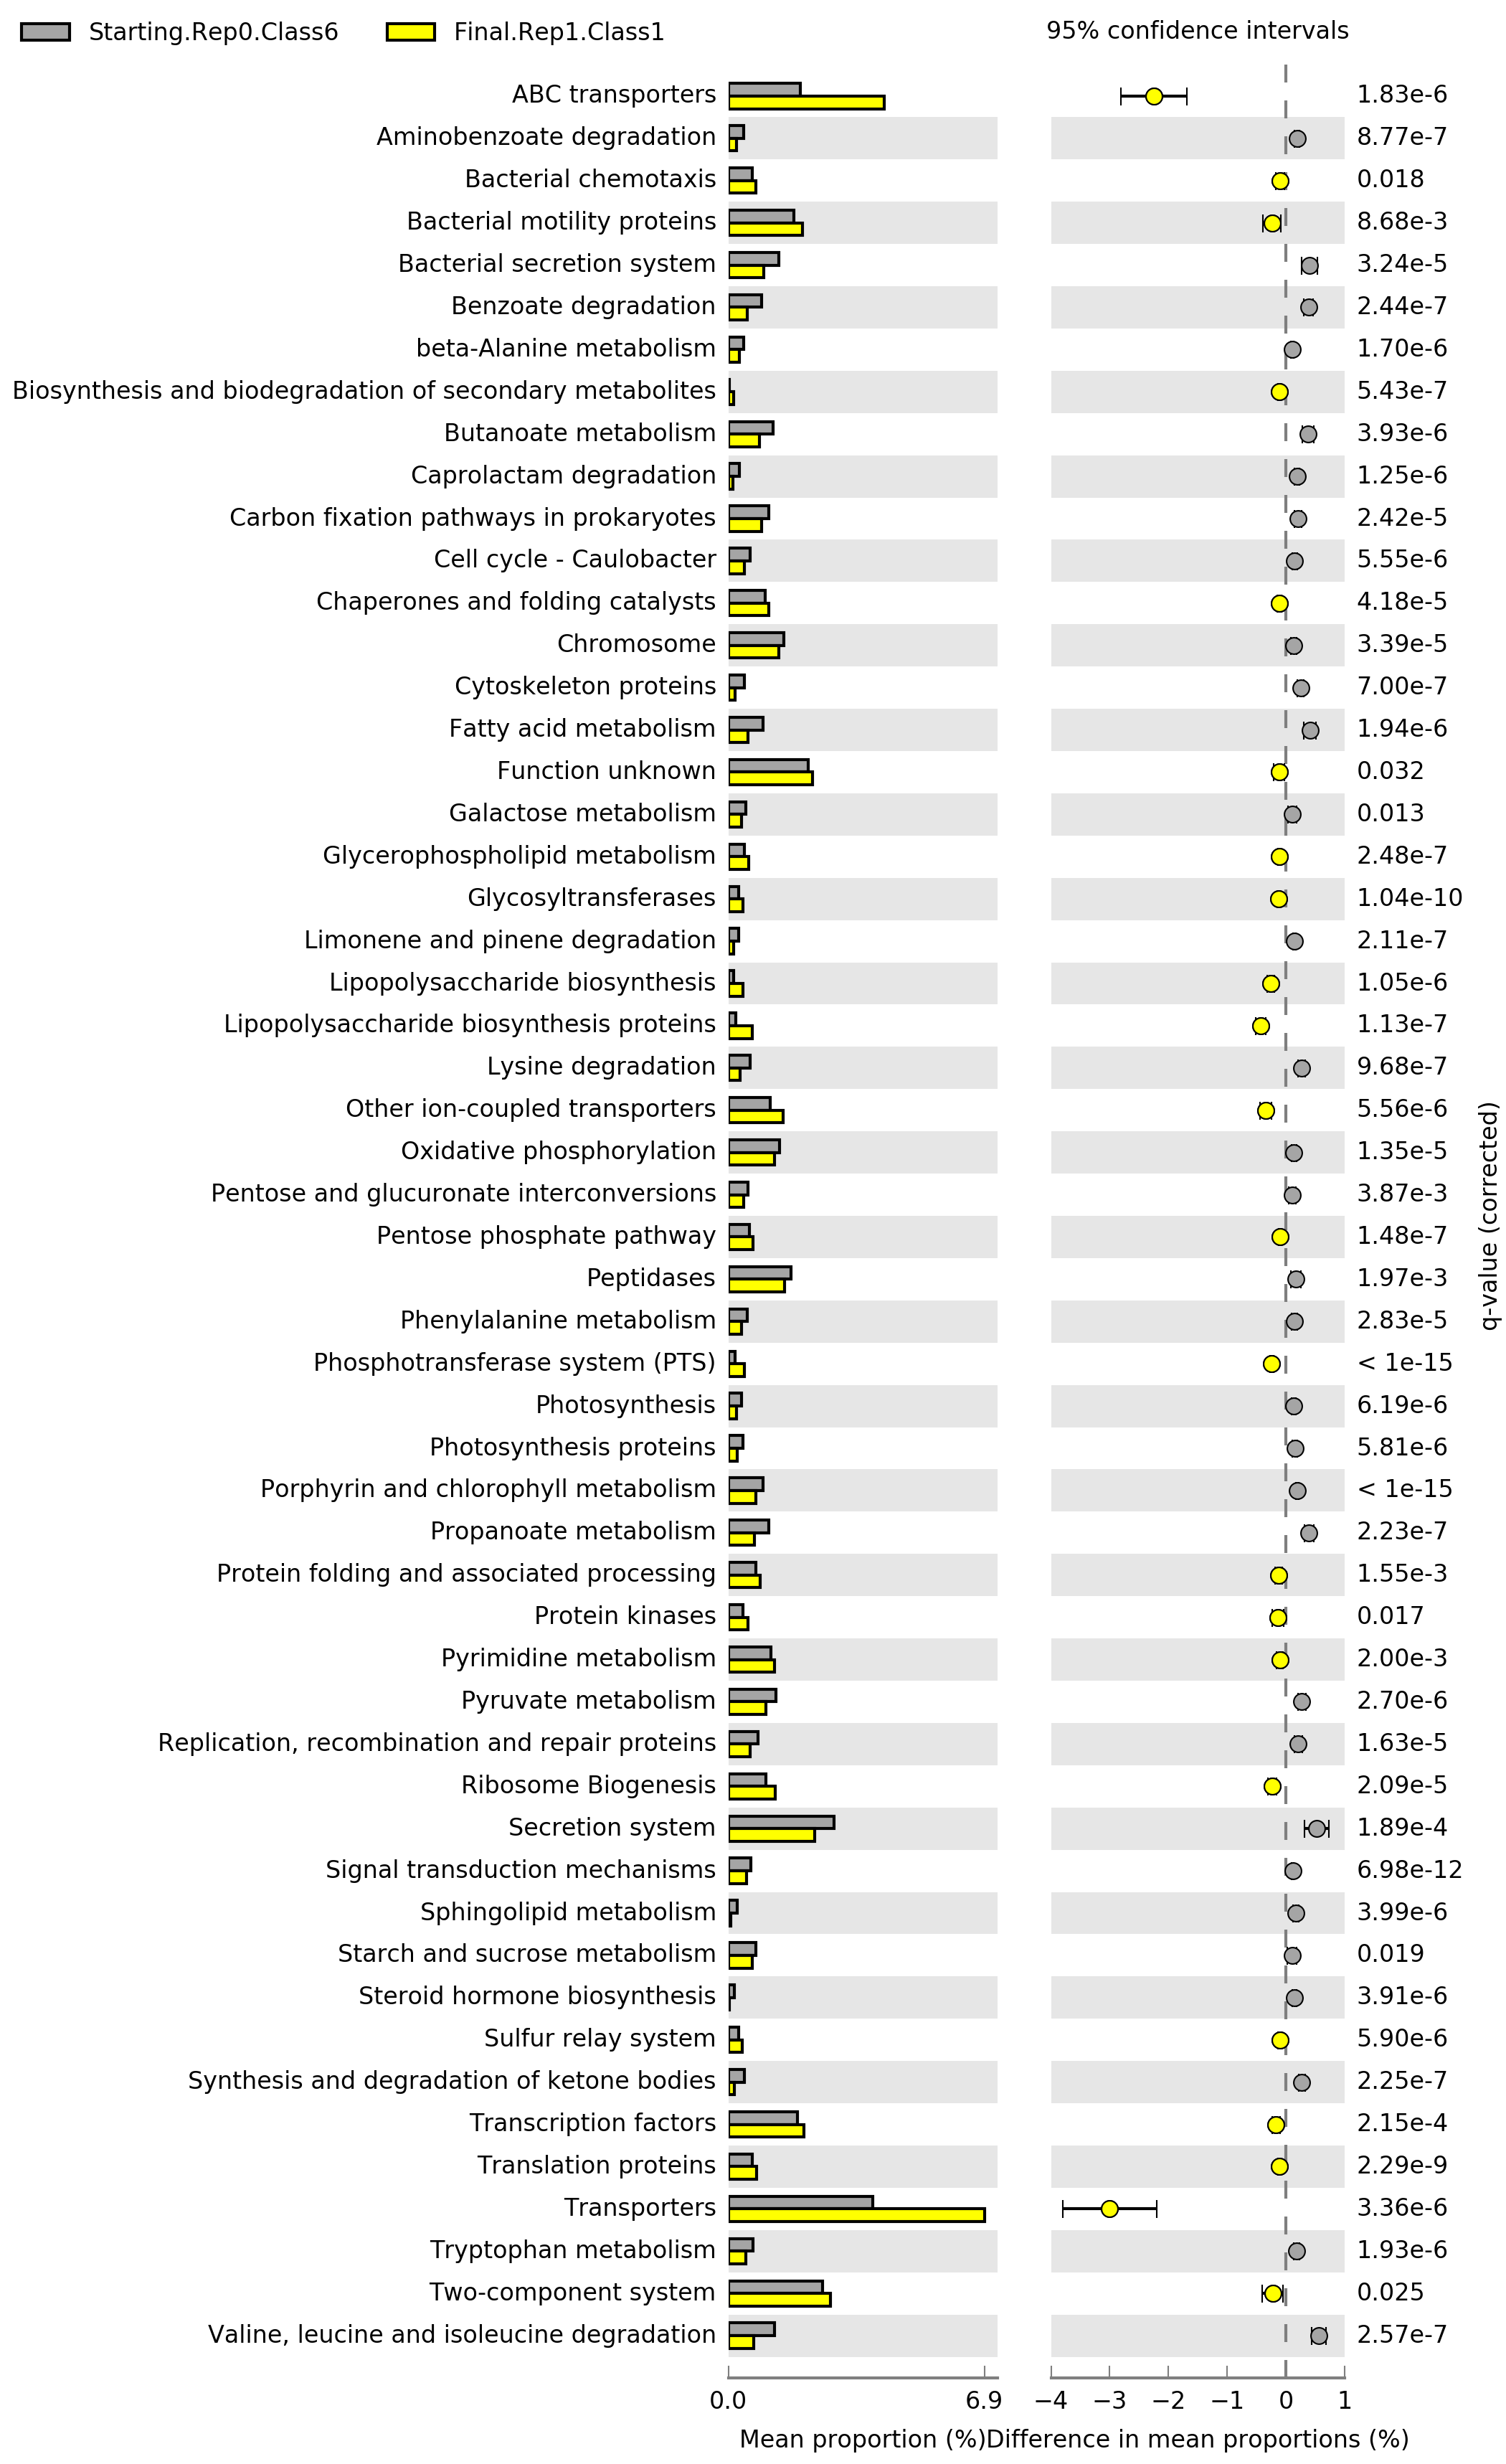 Starting.Rep0.Class6 Final.Rep1.Class1 95% confidence intervals
ABC transporters 1.83e-6
Aminobenzoate degradation 8.77e-7
Bacterial chemotaxis 0.018
Bacterial motility proteins 8.68e-3
Bacterial secretion system 3.24e-5
Benzoate degradation 2.44e-7
beta-Alanine metabolism 1.70e-6
Biosynthesis and biodegradation of secondary metabolites 5.43e-7
Butanoate metabolism 3.93e-6
Caprolactam degradation 1.25e-6
Carbon fixation pathways in prokaryotes 2.42e-5
Cell cycle - Caulobacter 5.55e-6
Chaperones and folding catalysts 4.18e-5
Chromosome 3.39e-5
Cytoskeleton proteins 7.00e-7
Fatty acid metabolism 1.94e-6
Function unknown 0.032
Galactose metabolism 0.013
Glycerophospholipid metabolism 2.48e-7
Glycosyltransferases 1.04e-10
Limonene and pinene degradation 2.11e-7
Lipopolysaccharide biosynthesis 1.05e-6
Lipopolysaccharide biosynthesis proteins 1.13e-7
Lysine degradation 9.68e-7
Other ion-coupled transporters 5.56e-6
Oxidative phosphorylation 1.35e-5
Pentose and glucuronate interconversions 3.87e-3
Pentose phosphate pathway 1.48e-7
Peptidases 1.97e-3
Phenylalanine metabolism 2.83e-5
Phosphotransferase system (PTS) < 1e-15
Photosynthesis 6.19e-6
Photosynthesis proteins 5.81e-6
Porphyrin and chlorophyll metabolism < 1e-15
Propanoate metabolism 2.23e-7
Protein folding and associated processing 1.55e-3
Protein kinases 0.017
Pyrimidine metabolism 2.00e-3
Pyruvate metabolism 2.70e-6
Replication, recombination and repair proteins 1.63e-5
Ribosome Biogenesis 2.09e-5
Secretion system 1.89e-4
Signal transduction mechanisms 6.98e-12
Sphingolipid metabolism 3.99e-6
Starch and sucrose metabolism 0.019
Steroid hormone biosynthesis 3.91e-6
Sulfur relay system 5.90e-6
Synthesis and degradation of ketone bodies 2.25e-7
Transcription factors 2.15e-4
Translation proteins 2.29e-9
Transporters 3.36e-6
Tryptophan metabolism 1.93e-6
Two-component system 0.025
Valine, leucine and isoleucine degradation 2.57e-7
q-value (corrected)
0.0 6.9 −4 −3 −2 −1 0 1
Mean proportion (%) Difference in mean proportions (%)